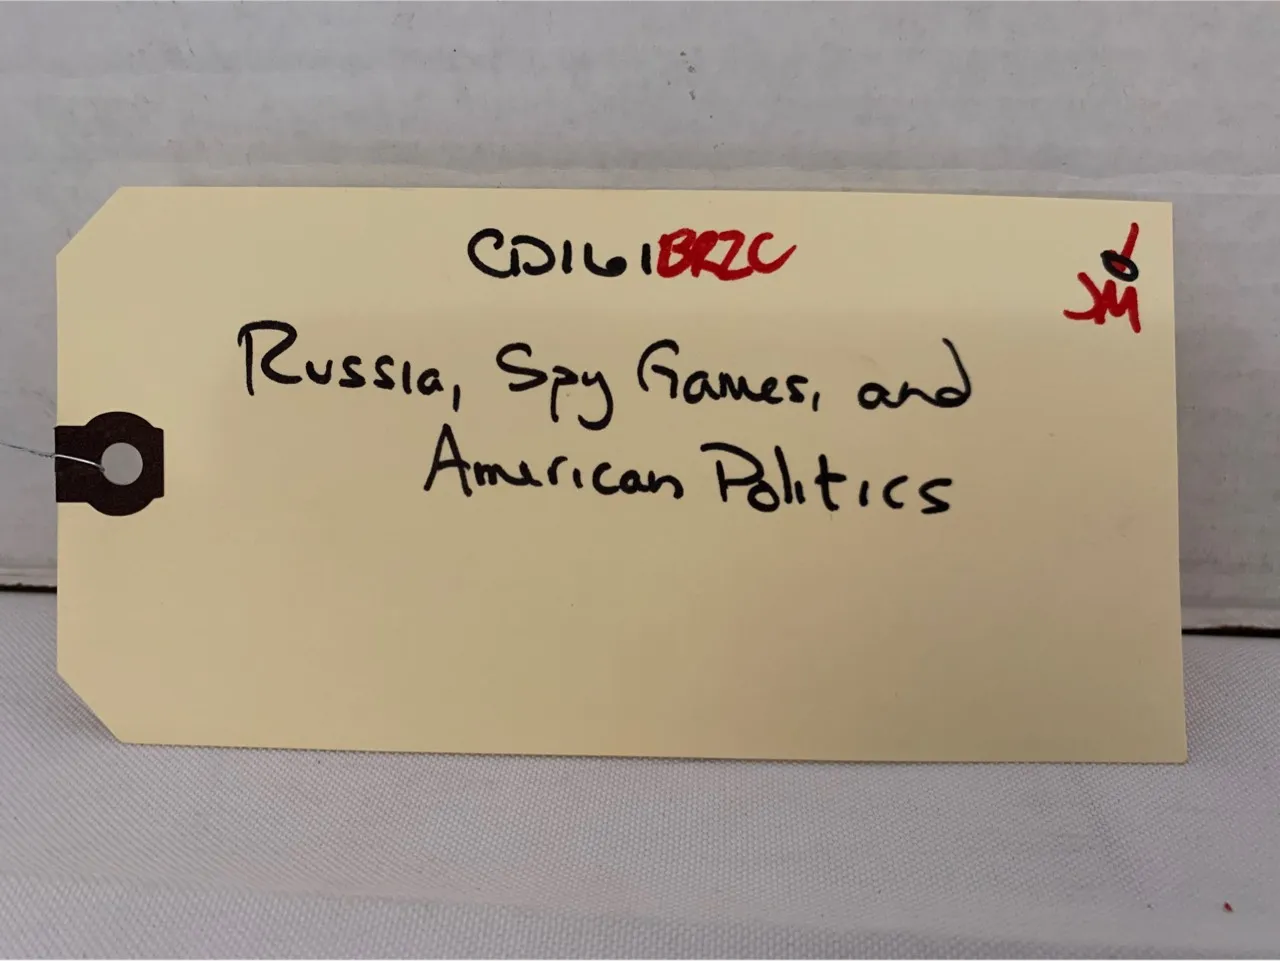 CD161BRZC
JM
Russia, Spy Games, and
American Politics